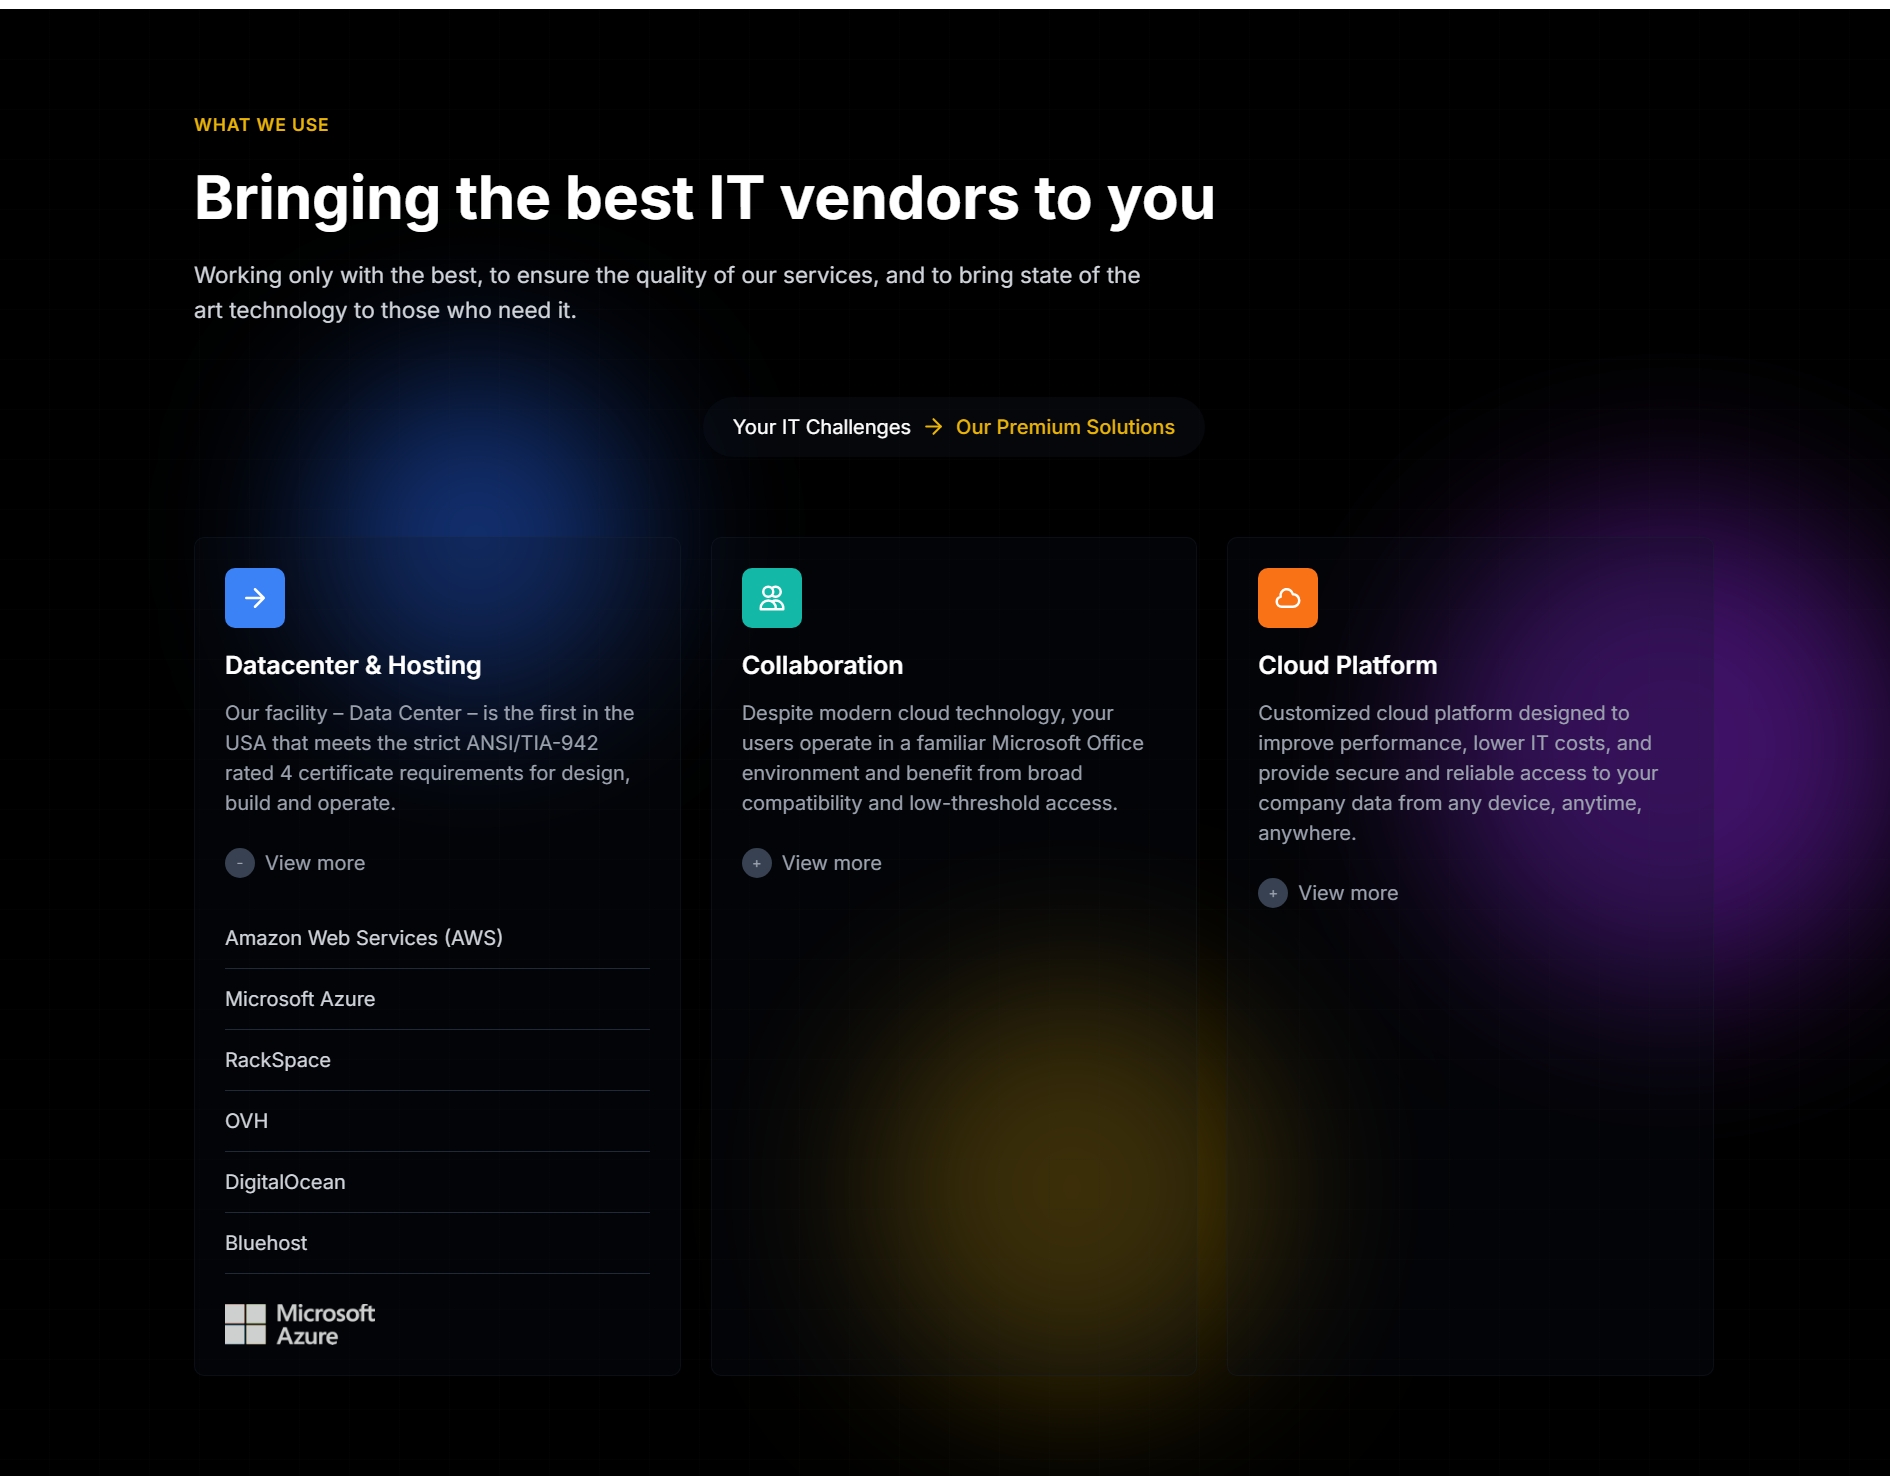 WHAT WE USE
Bringing the best IT vendors to you
Working only with the best, to ensure the quality of our services, and to bring state of the
art technology to those who need it.
Your IT Challenges → Our Premium Solutions
Datacenter & Hosting
Our facility – Data Center – is the first in the
USA that meets the strict ANSI/TIA-942
rated 4 certificate requirements for design,
build and operate.
- View more
Amazon Web Services (AWS)
Microsoft Azure
RackSpace
OVH
DigitalOcean
Bluehost
Microsoft
Azure
Collaboration
Despite modern cloud technology, your
users operate in a familiar Microsoft Office
environment and benefit from broad
compatibility and low-threshold access.
+ View more
Cloud Platform
Customized cloud platform designed to
improve performance, lower IT costs, and
provide secure and reliable access to your
company data from any device, anytime,
anywhere.
+ View more